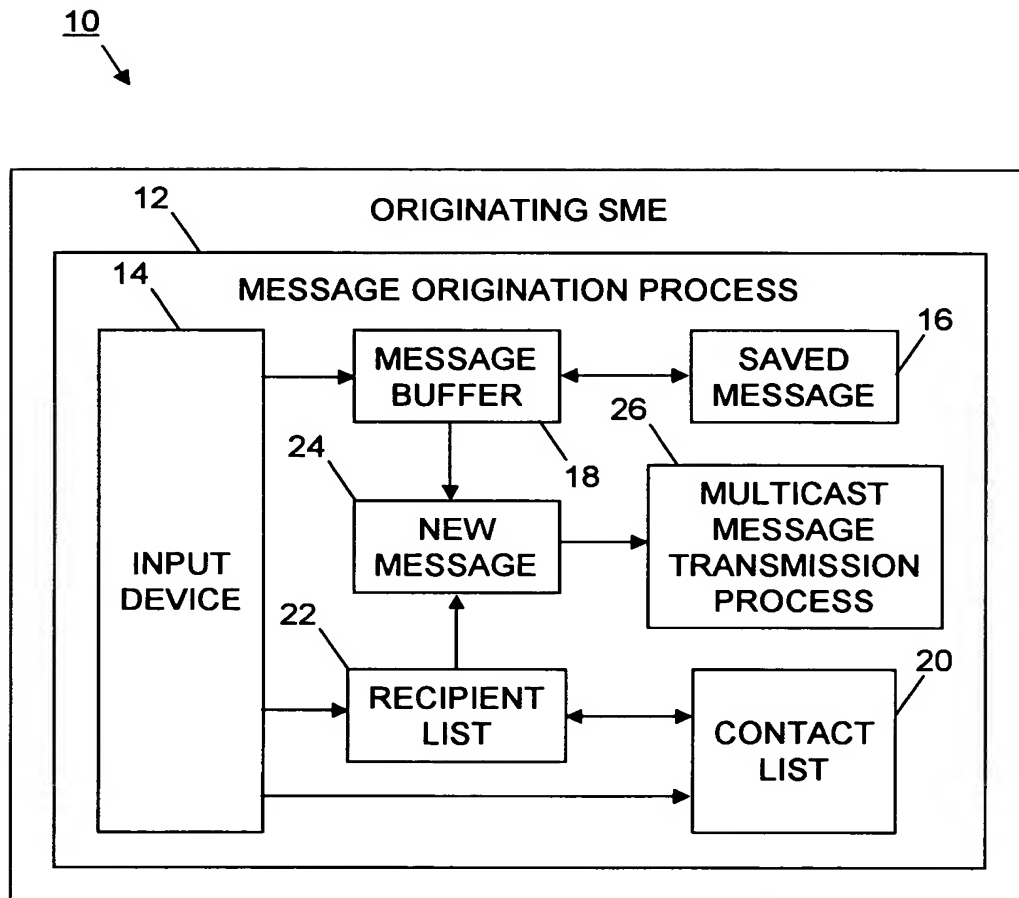 10
ORIGINATING SME
12
14
MESSAGE ORIGINATION PROCESS
16
MESSAGE
BUFFER
SAVED
MESSAGE
18
26
24
NEW
MESSAGE
MULTICAST
MESSAGE
TRANSMISSION
PROCESS
INPUT
DEVICE
22
20
RECIPIENT
LIST
CONTACT
LIST